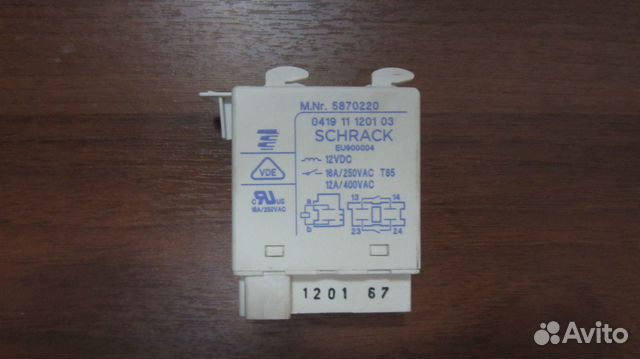 M.Nr. 5870220
0419 11 1201 03
SCHRACK
EU900004
12VDC
16A/250VAC T85
12A/400VAC
VDE
C US
16A/250VAC
13 14
a
b
23 24
1201 67
Avito